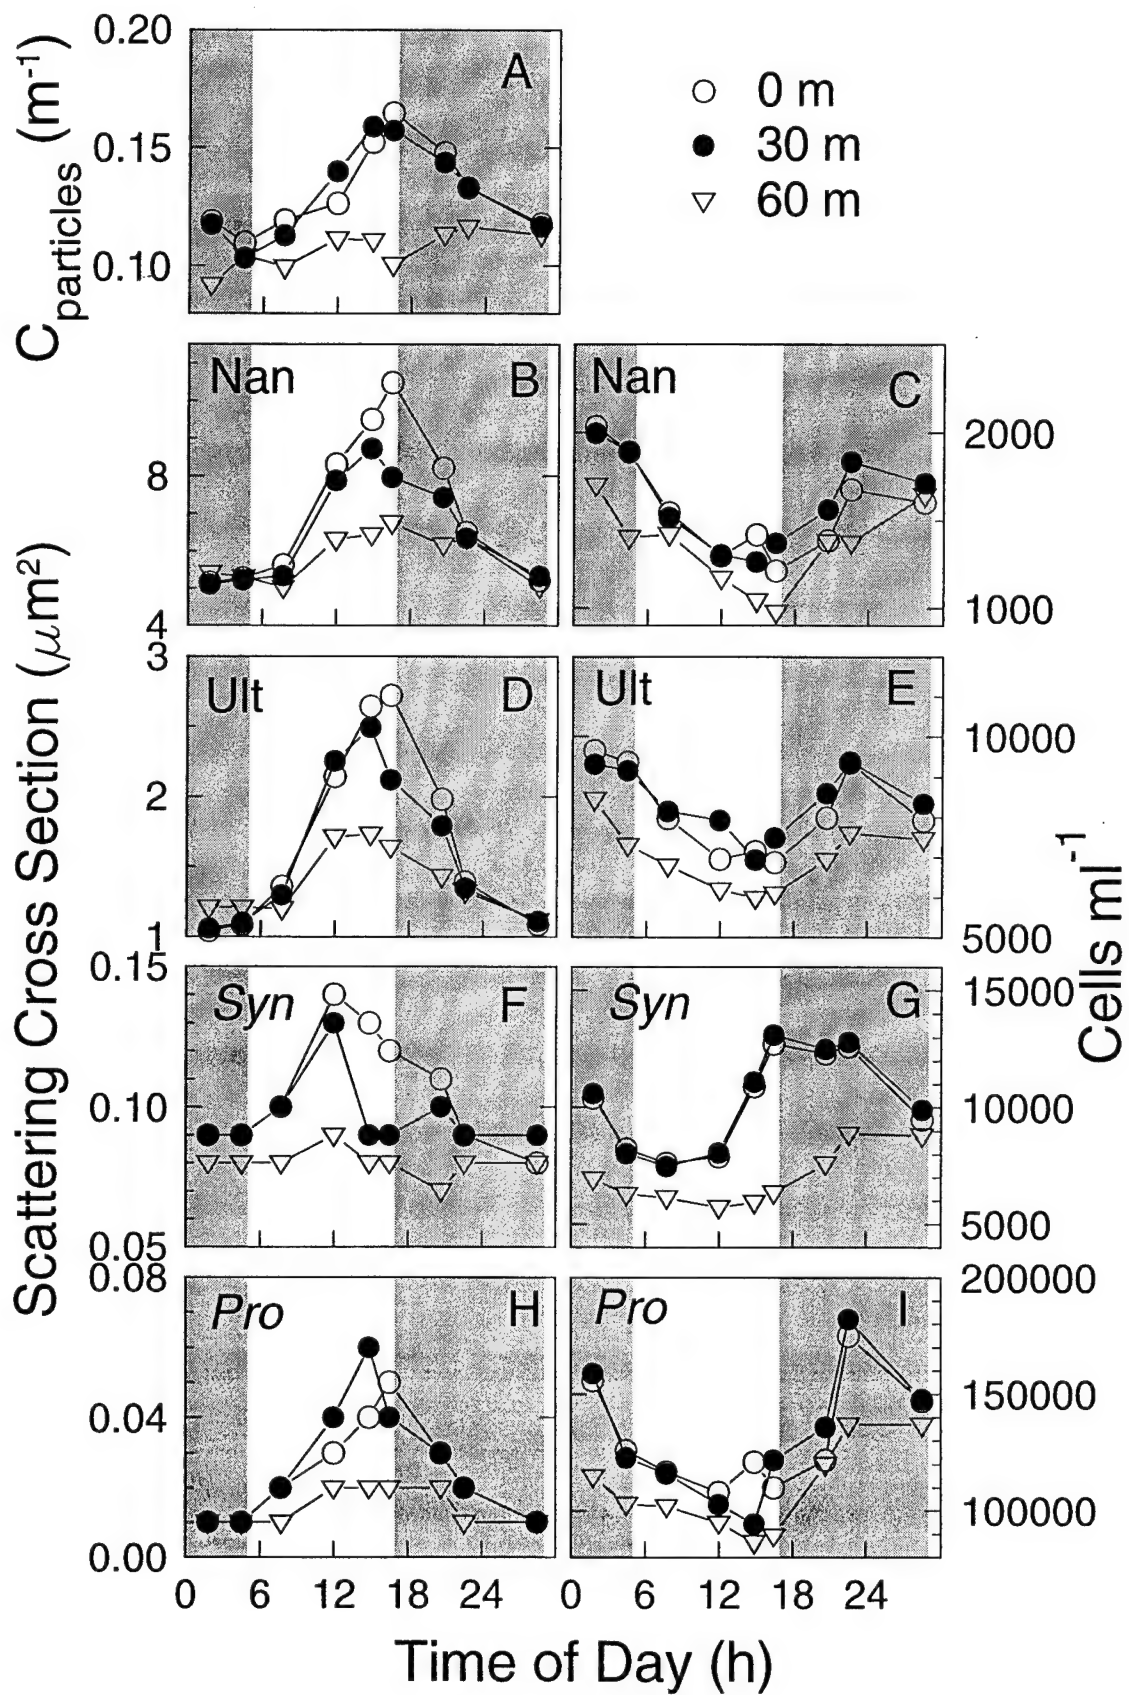 0.20
0.15
0.10
C particles (m-1)
A
0 m
30 m
60 m
Nan
B
8
4
Nan
C
2000
1000
Scattering Cross Section (μm2)
3
2
1
Ult
D
Ult
E
10000
5000
Cells ml-1
0.15
0.10
0.05
Syn
F
Syn
G
15000
10000
5000
0.08
0.04
0.00
Pro
H
Pro
I
200000
150000
100000
0 6 12 18 24
0 6 12 18 24
Time of Day (h)